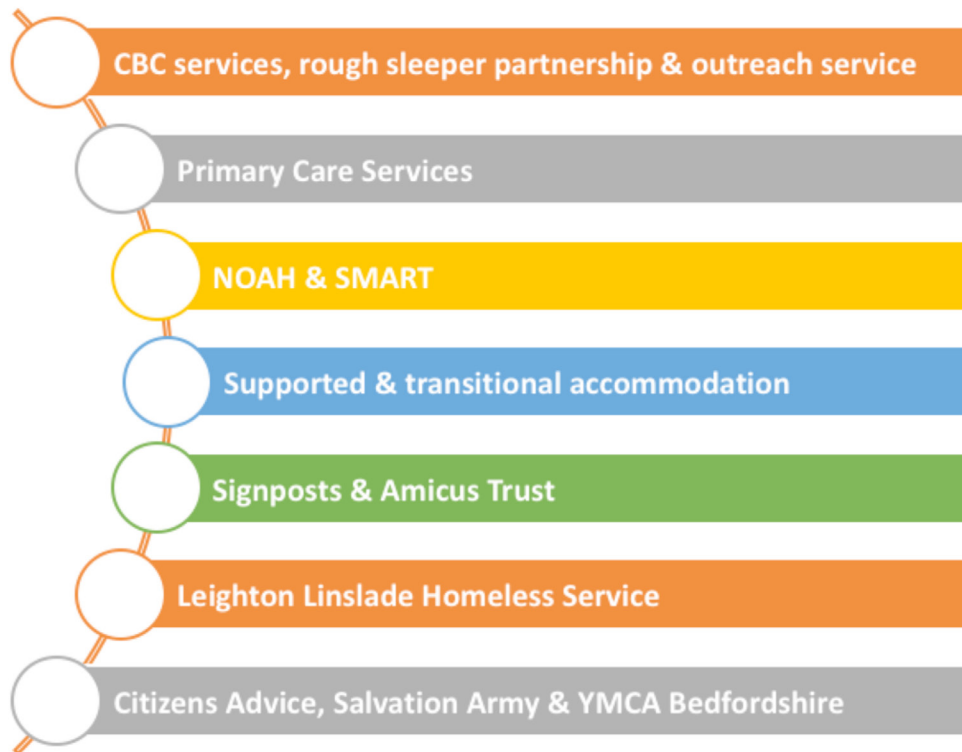 CBC services, rough sleeper partnership & outreach service
Primary Care Services
NOAH & SMART
Supported & transitional accommodation
Signposts & Amicus Trust
Leighton Linslade Homeless Service
Citizens Advice, Salvation Army & YMCA Bedfordshire